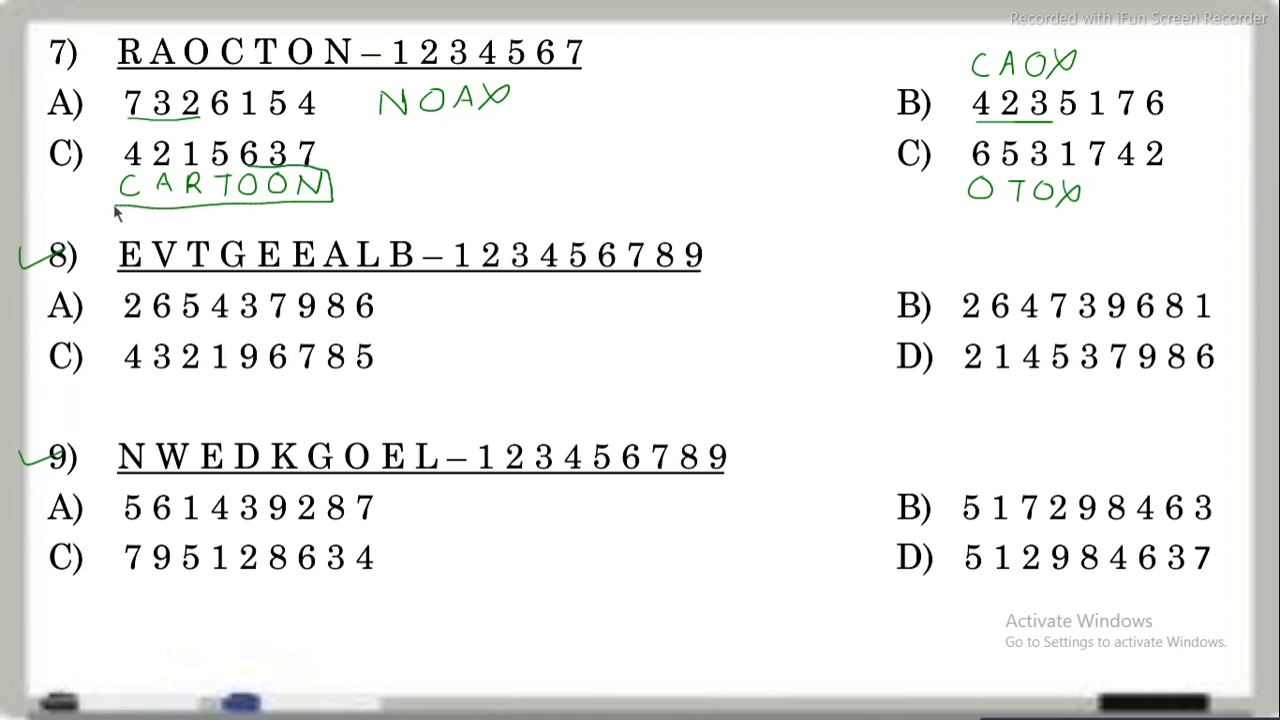 Recorded with iFun Screen Recorder
7) R A O C T O N – 1 2 3 4 5 6 7
C A O X
A) 7 3 2 6 1 5 4 N O A X B) 4 2 3 5 1 7 6
C) 4 2 1 5 6 3 7 C) 6 5 3 1 7 4 2
C A R T O O N O T O X
8) E V T G E E A L B – 1 2 3 4 5 6 7 8 9
A) 2 6 5 4 3 7 9 8 6 B) 2 6 4 7 3 9 6 8 1
C) 4 3 2 1 9 6 7 8 5 D) 2 1 4 5 3 7 9 8 6
9) N W E D K G O E L – 1 2 3 4 5 6 7 8 9
A) 5 6 1 4 3 9 2 8 7 B) 5 1 7 2 9 8 4 6 3
C) 7 9 5 1 2 8 6 3 4 D) 5 1 2 9 8 4 6 3 7
Activate Windows
Go to Settings to activate Windows.